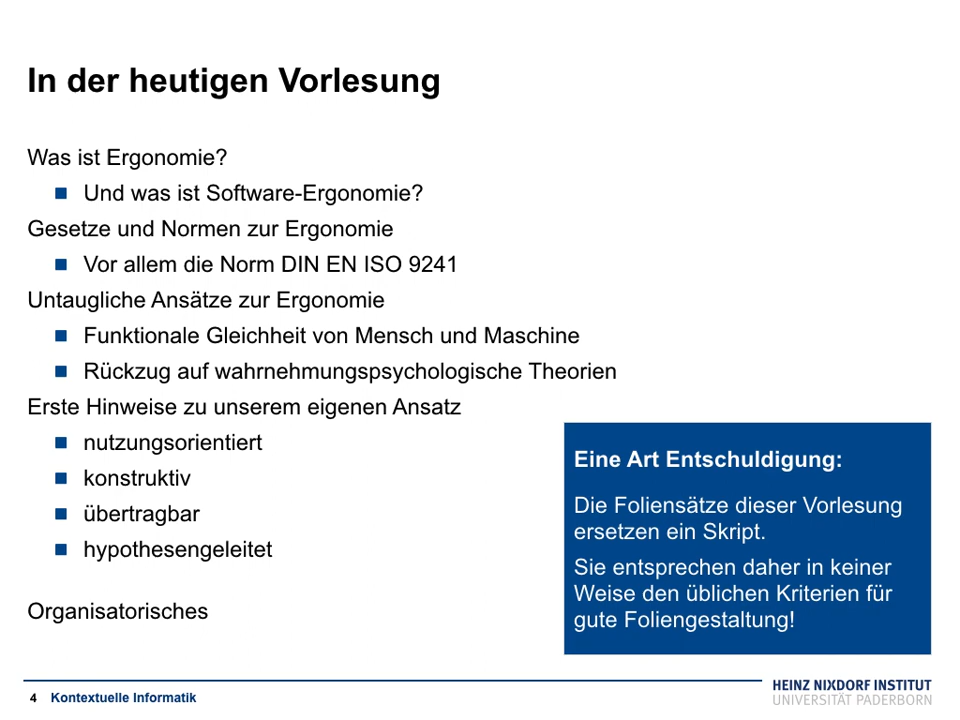 In der heutigen Vorlesung
Was ist Ergonomie?
Und was ist Software-Ergonomie?
Gesetze und Normen zur Ergonomie
Vor allem die Norm DIN EN ISO 9241
Untaugliche Ansätze zur Ergonomie
Funktionale Gleichheit von Mensch und Maschine
Rückzug auf wahrnehmungspsychologische Theorien
Erste Hinweise zu unserem eigenen Ansatz
nutzungsorientiert
konstruktiv
übertragbar
hypothesengeleitet
Organisatorisches
Eine Art Entschuldigung:
Die Foliensätze dieser Vorlesung
ersetzen ein Skript.
Sie entsprechen daher in keiner
Weise den üblichen Kriterien für
gute Foliengestaltung!
4 Kontextuelle Informatik
HEINZ NIXDORF INSTITUT
UNIVERSITÄT PADERBORN